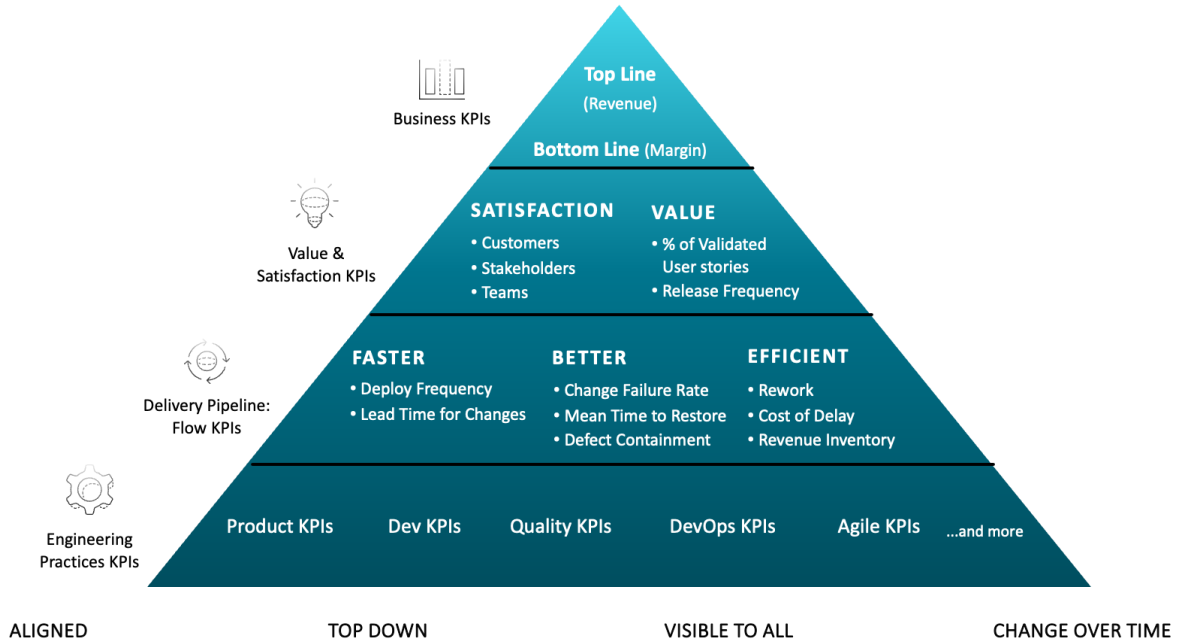 Top Line
(Revenue)
Bottom Line (Margin)
Business KPIs
SATISFACTION
• Customers
• Stakeholders
• Teams
VALUE
• % of Validated
User stories
• Release Frequency
Value &
Satisfaction KPIs
FASTER
• Deploy Frequency
• Lead Time for Changes
BETTER
• Change Failure Rate
• Mean Time to Restore
• Defect Containment
EFFICIENT
• Rework
• Cost of Delay
• Revenue Inventory
Delivery Pipeline:
Flow KPIs
Product KPIs Dev KPIs Quality KPIs DevOps KPIs Agile KPIs ...and more
Engineering
Practices KPIs
ALIGNED TOP DOWN VISIBLE TO ALL CHANGE OVER TIME